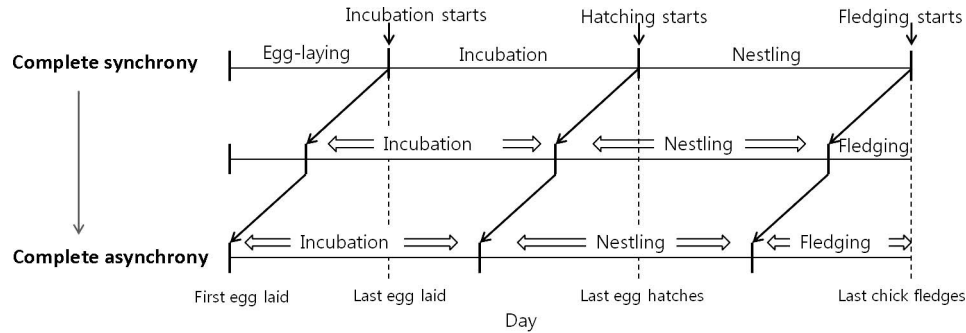 Incubation starts
Hatching starts
Fledging starts
Complete synchrony
Egg-laying
Incubation
Nestling
Incubation
Nestling
Fledging
Complete asynchrony
Incubation
Nestling
Fledging
First egg laid
Last egg laid
Last egg hatches
Last chick fledges
Day